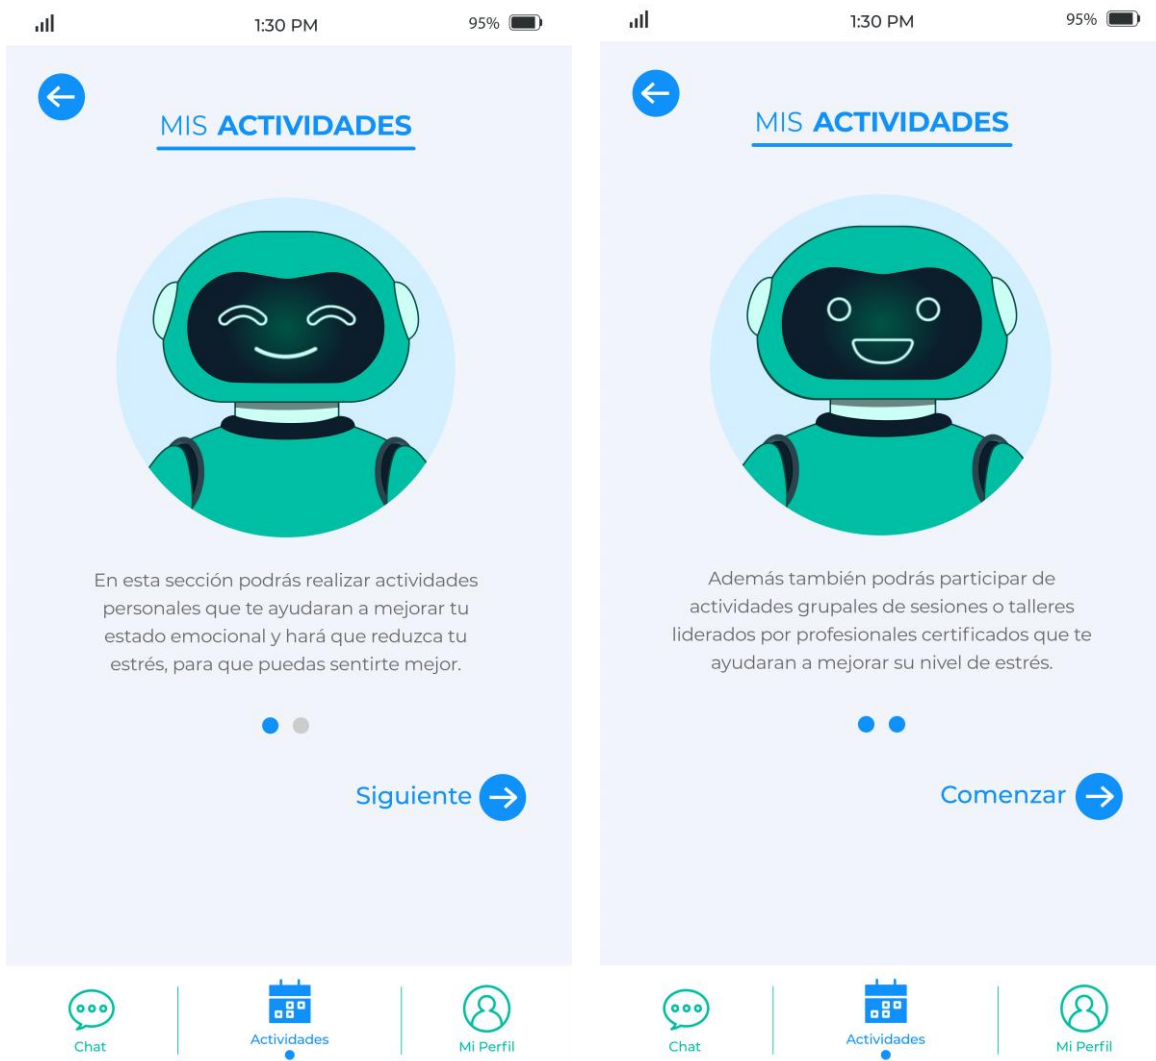 1:30 PM
95%
MIS ACTIVIDADES
En esta sección podrás realizar actividades
personales que te ayudaran a mejorar tu
estado emocional y hará que reduzca tu
estrés, para que puedas sentirte mejor.
Siguiente
Chat
Actividades
Mi Perfil
1:30 PM
95%
MIS ACTIVIDADES
Además también podrás participar de
actividades grupales de sesiones o talleres
liderados por profesionales certificados que te
ayudaran a mejorar su nivel de estrés.
Comenzar
Chat
Actividades
Mi Perfil